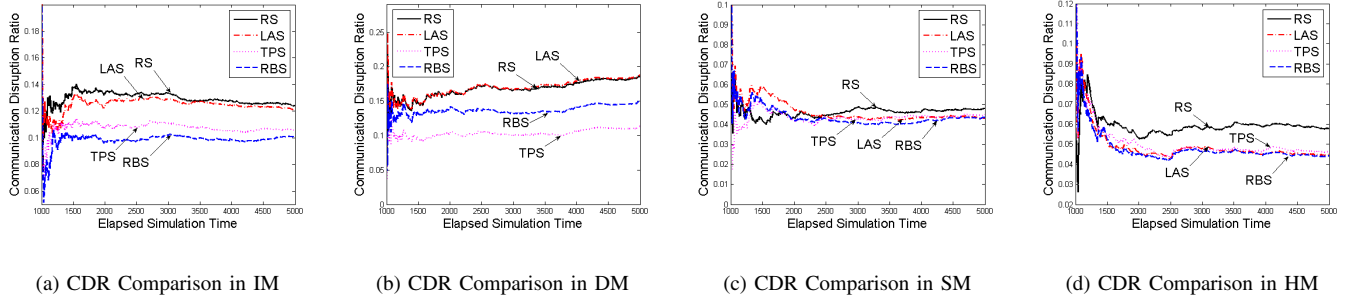 Communication Disruption Ratio
0.18
0.16
0.14
0.12
0.1
0.08
0.06
1000 1500 2000 2500 3000 3500 4000 4500 5000
Elapsed Simulation Time
RS
LAS
TPS
RBS
LAS
RS
TPS
RBS
(a) CDR Comparison in IM
Communication Disruption Ratio
0.25
0.2
0.15
0.1
0.05
0
1000 1500 2000 2500 3000 3500 4000 4500 5000
Elapsed Simulation Time
RS
LAS
TPS
RBS
LAS
RS
RBS
TPS
(b) CDR Comparison in DM
Communication Disruption Ratio
0.1
0.09
0.08
0.07
0.06
0.05
0.04
0.03
0.02
0.01
0
1000 1500 2000 2500 3000 3500 4000 4500 5000
Elapsed Simulation Time
RS
LAS
TPS
RBS
RS
TPS
LAS
RBS
(c) CDR Comparison in SM
Communication Disruption Ratio
0.12
0.11
0.1
0.09
0.08
0.07
0.06
0.05
0.04
0.03
0.02
1000 1500 2000 2500 3000 3500 4000 4500 5000
Elapsed Simulation Time
RS
LAS
TPS
RBS
RS
TPS
LAS
RBS
(d) CDR Comparison in HM